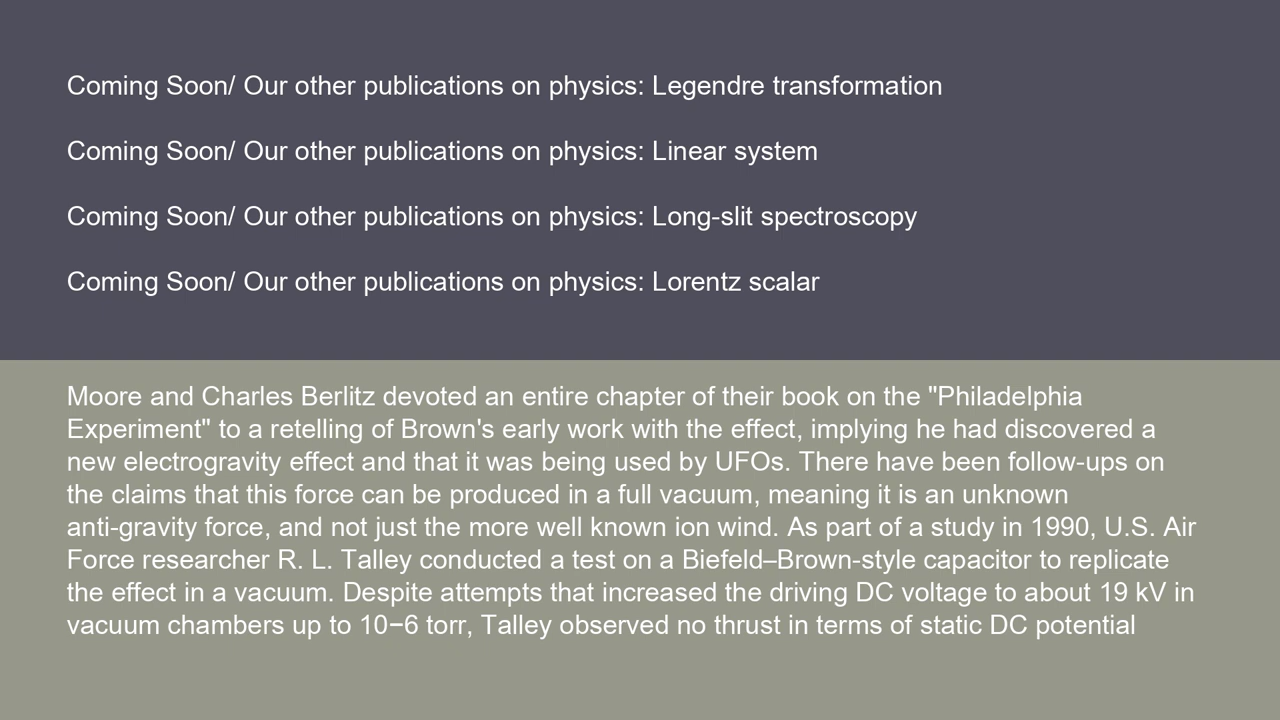 Coming Soon/ Our other publications on physics: Legendre transformation
Coming Soon/ Our other publications on physics: Linear system
Coming Soon/ Our other publications on physics: Long-slit spectroscopy
Coming Soon/ Our other publications on physics: Lorentz scalar
Moore and Charles Berlitz devoted an entire chapter of their book on the "Philadelphia
Experiment" to a retelling of Brown's early work with the effect, implying he had discovered a
new electrogravity effect and that it was being used by UFOs. There have been follow-ups on
the claims that this force can be produced in a full vacuum, meaning it is an unknown
anti-gravity force, and not just the more well known ion wind. As part of a study in 1990, U.S. Air
Force researcher R. L. Talley conducted a test on a Biefeld–Brown-style capacitor to replicate
the effect in a vacuum. Despite attempts that increased the driving DC voltage to about 19 kV in
vacuum chambers up to 10−6 torr, Talley observed no thrust in terms of static DC potential